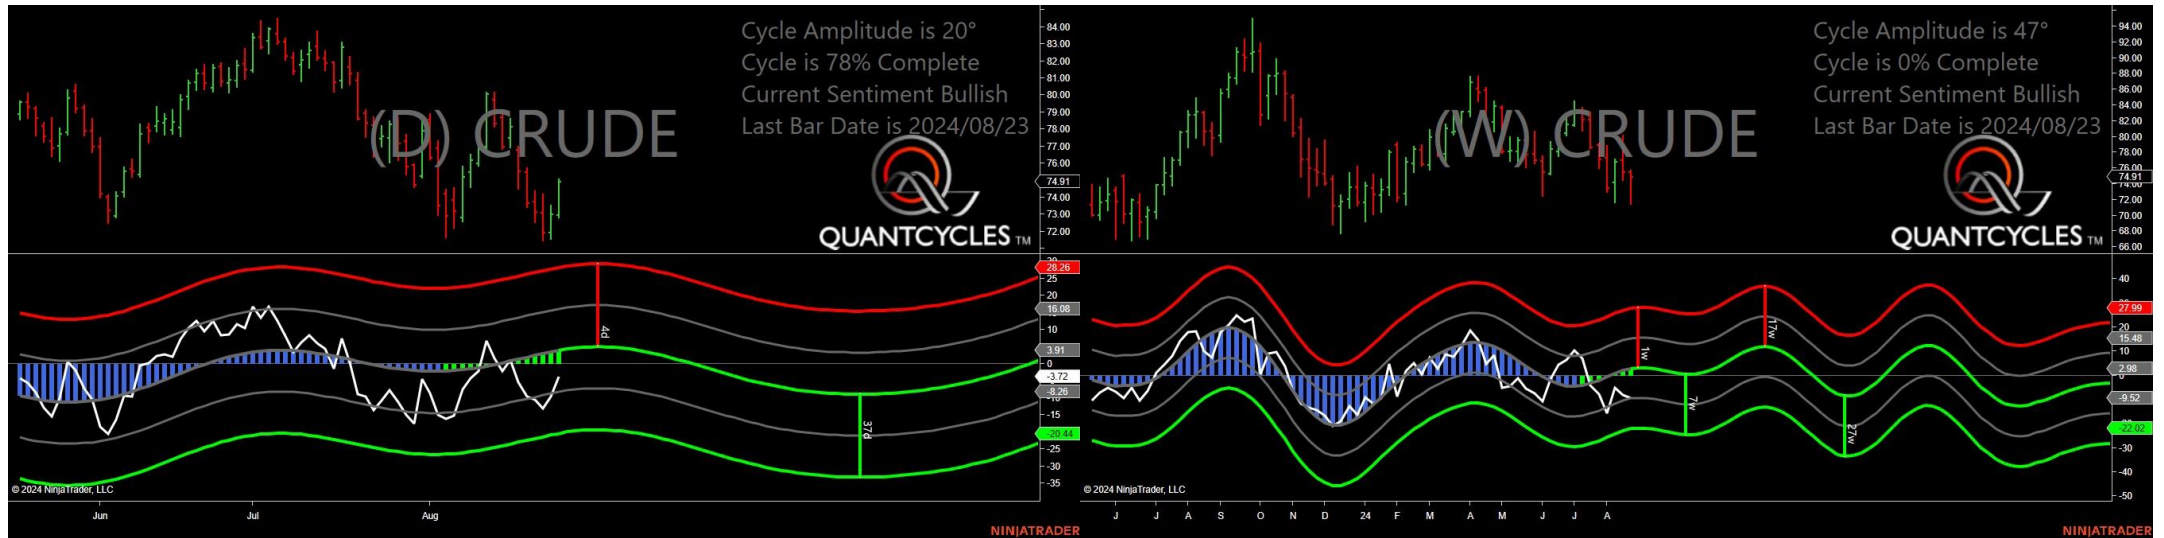 Cycle Amplitude is 20°
Cycle is 78% Complete
Current Sentiment Bullish
Last Bar Date is 2024/08/23
(D) CRUDE
QUANTCYCLES TM
84.00
83.00
82.00
81.00
80.00
79.00
78.00
77.00
76.00
74.91
74.00
73.00
72.00
28.26
25
20
16.08
10
3.91
0
-3.72
-8.26
-15
-20.44
-25
-30
-35
4d
37d
© 2024 NinjaTrader, LLC
Jun
Jul
Aug
NINJATRADER
Cycle Amplitude is 47°
Cycle is 0% Complete
Current Sentiment Bullish
Last Bar Date is 2024/08/23
(W) CRUDE
QUANTCYCLES TM
94.00
92.00
90.00
88.00
86.00
84.00
82.00
80.00
78.00
76.00
74.91
74.00
72.00
70.00
68.00
66.00
40
27.99
20
15.48
10
2.98
-9.52
-22.02
-30
-40
-50
1w
17w
7w
27w
© 2024 NinjaTrader, LLC
J
J
A
S
O
N
D
24
F
M
A
M
J
J
A
NINJATRADER